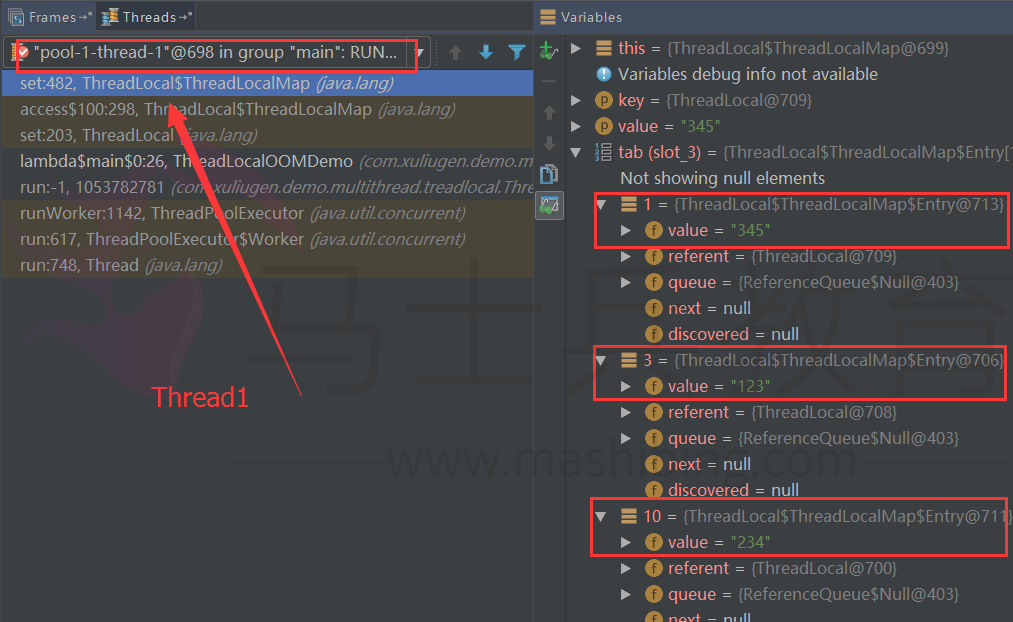 Frames
Threads
"pool-1-thread-1"@698 in group "main": RUN...
set:482, ThreadLocal$ThreadLocalMap (java.lang)
access$100:298, ThreadLocal$ThreadLocalMap (java.lang)
set:203, ThreadLocal (java.lang)
lambda$main$0:26, ThreadLocalOOMDemo (com.xuliugen.demo.m
run:-1, 1053782781 (com.xuliugen.demo.multithread.treadlocal.Thre
runWorker:1142, ThreadPoolExecutor (java.util.concurrent)
run:617, ThreadPoolExecutor$Worker (java.util.concurrent)
run:748, Thread (java.lang)
Thread1
Variables
this = {ThreadLocal$ThreadLocalMap@699}
Variables debug info not available
key = {ThreadLocal@709}
value = "345"
tab (slot_3) = {ThreadLocal$ThreadLocalMap$Entry[
Not showing null elements
1 = {ThreadLocal$ThreadLocalMap$Entry@713}
value = "345"
referent = {ThreadLocal@709}
queue = {ReferenceQueue$Null@403}
next = null
discovered = null
3 = {ThreadLocal$ThreadLocalMap$Entry@706}
value = "123"
referent = {ThreadLocal@708}
queue = {ReferenceQueue$Null@403}
next = null
discovered = null
10 = {ThreadLocal$ThreadLocalMap$Entry@711}
value = "234"
referent = {ThreadLocal@700}
queue = {ReferenceQueue$Null@403}
next = null
马士兵教育
www.mashibing.com